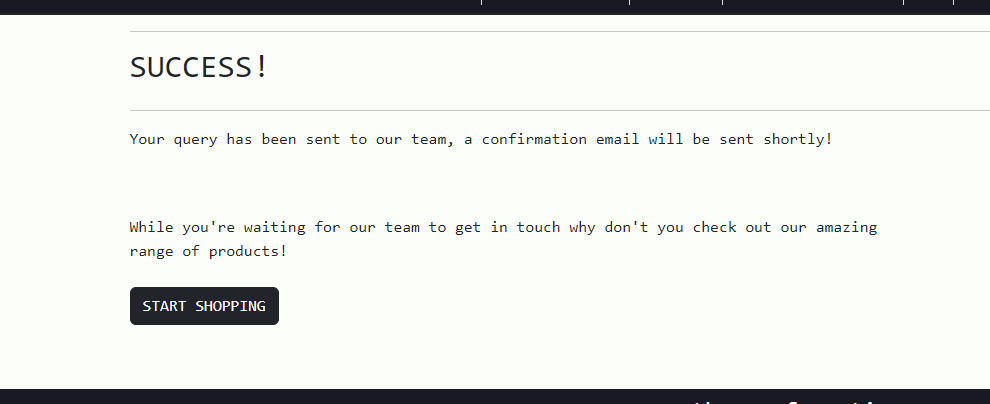 SUCCESS!
Your query has been sent to our team, a confirmation email will be sent shortly!
While you're waiting for our team to get in touch why don't you check out our amazing
range of products!
START SHOPPING